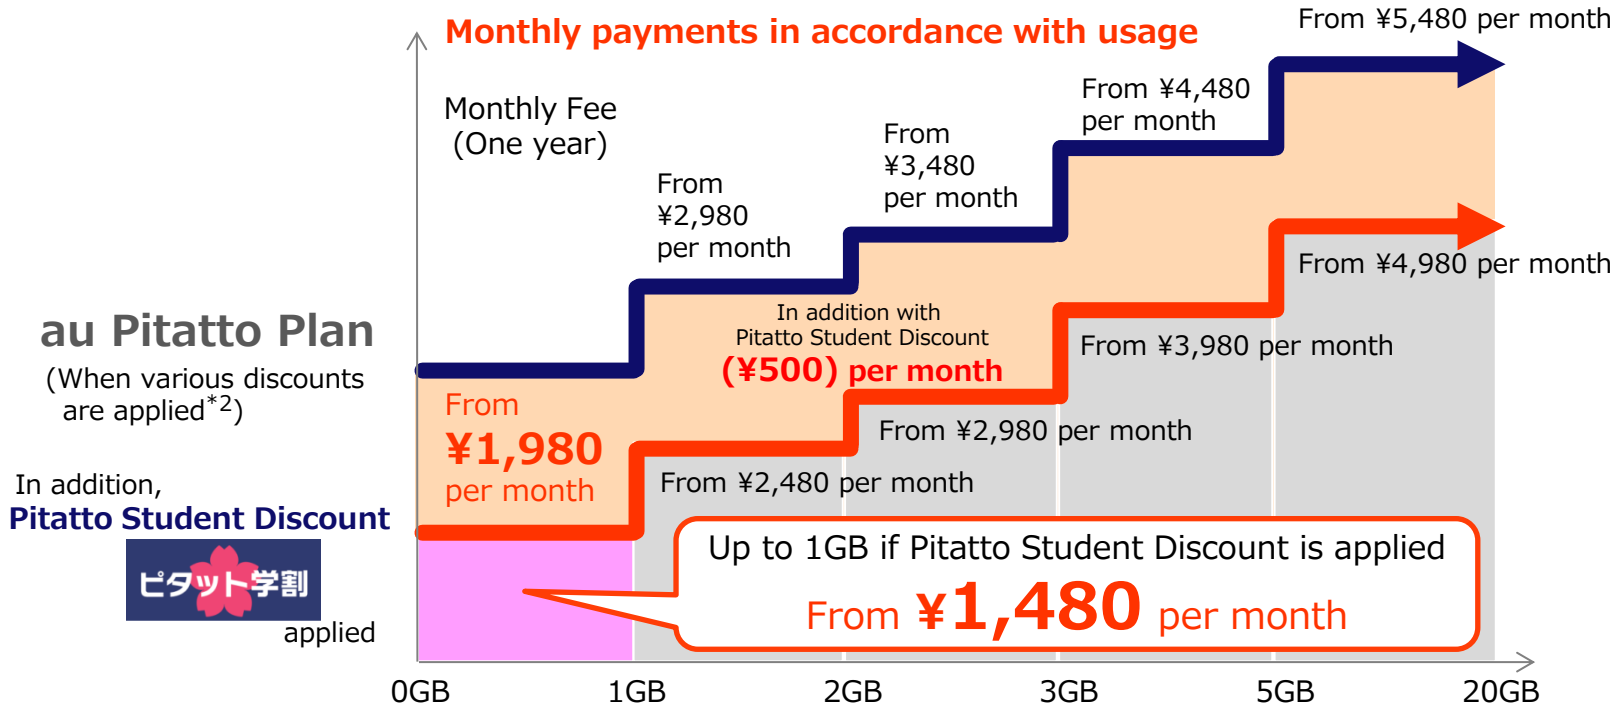 Monthly payments in accordance with usage
From ¥5,480 per month
Monthly Fee
(One year)
From ¥4,480
per month
From
¥3,480
per month
From
¥2,980
per month
From ¥4,980 per month
In addition with
Pitatto Student Discount
(¥500) per month
au Pitatto Plan
(When various discounts
are applied*2)
From ¥3,980 per month
From
¥1,980
per month
From ¥2,980 per month
From ¥2,480 per month
In addition,
Pitatto Student Discount
ピタット学割
applied
Up to 1GB if Pitatto Student Discount is applied
From ¥1,480 per month
0GB
1GB
2GB
3GB
5GB
20GB